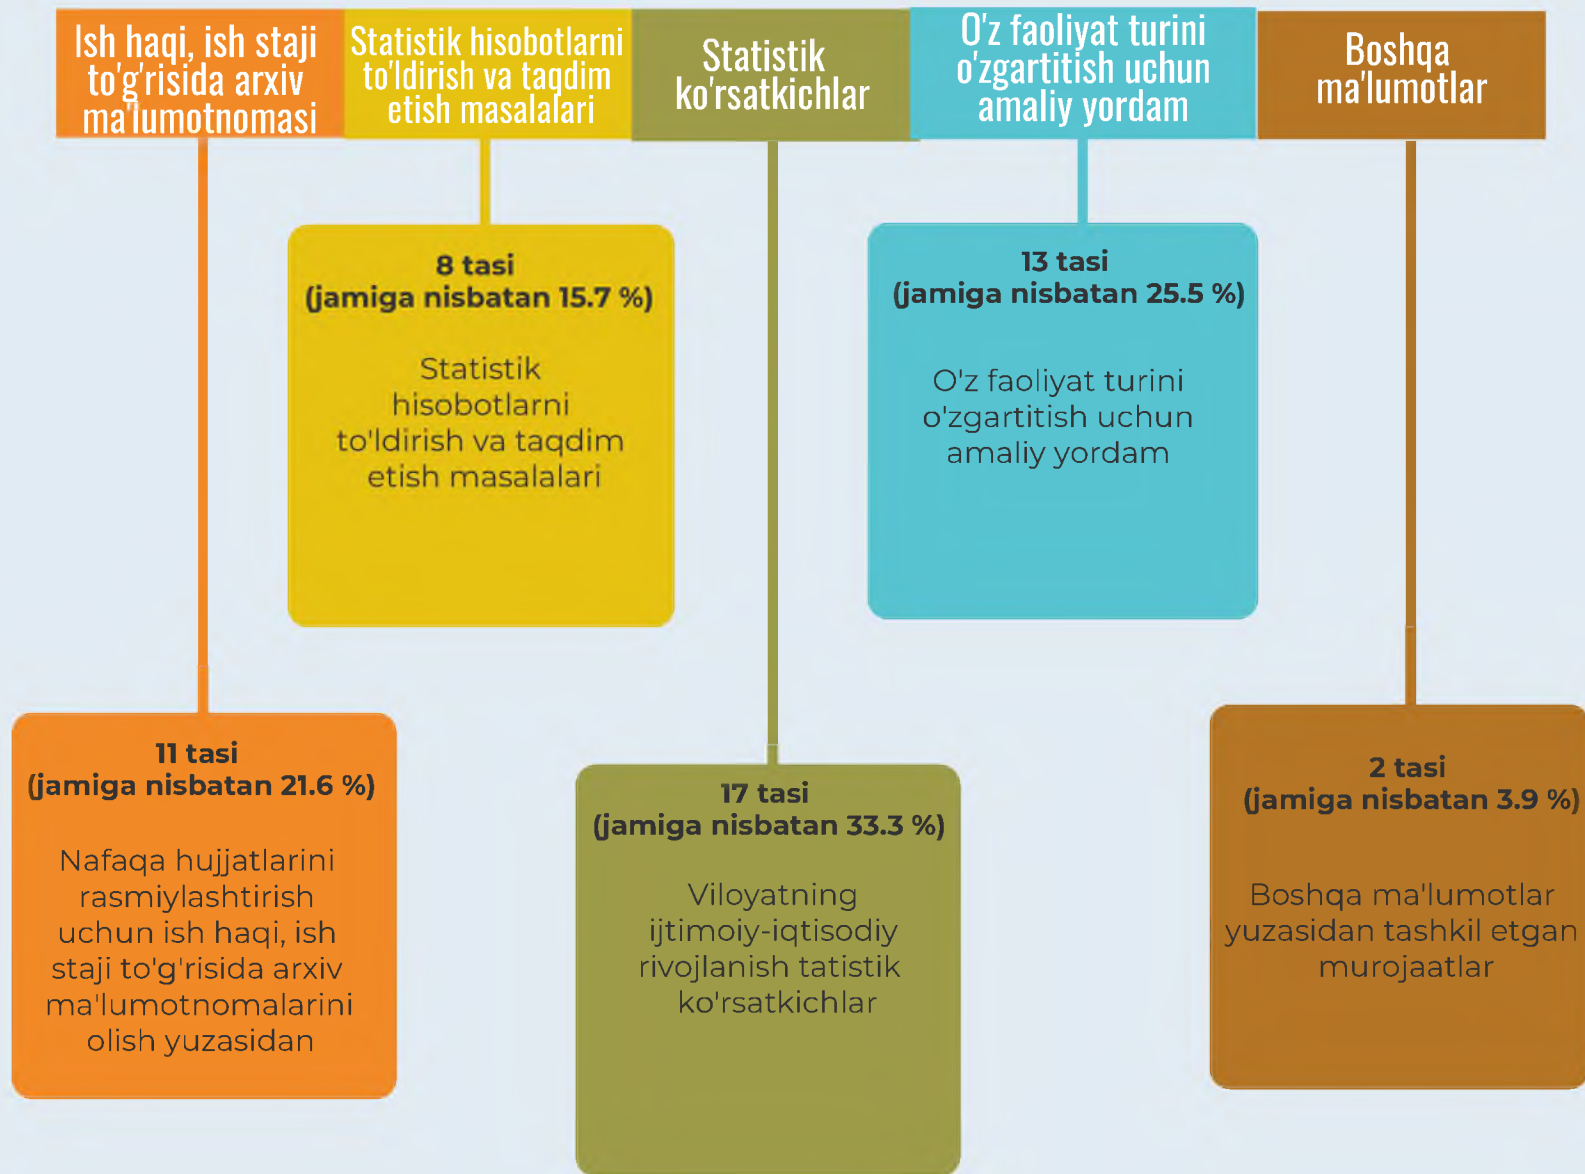 Ish haqi, ish staji
to'g'risida arxiv
ma'lumotnomasi
Statistik hisobotlarni
to'ldirish va taqdim
etish masalalari
Statistik
ko'rsatkichlar
O'z faoliyat turini
o'zgartitish uchun
amaliy yordam
Boshqa
ma'lumotlar
8 tasi
(jamiga nisbatan 15.7 %)
Statistik
hisobotlarni
to'ldirish va taqdim
etish masalalari
13 tasi
(jamiga nisbatan 25.5 %)
O'z faoliyat turini
o'zgartitish uchun
amaliy yordam
11 tasi
(jamiga nisbatan 21.6 %)
Nafaqa hujjatlarini
rasmiylashtirish
uchun ish haqi, ish
staji to'g'risida arxiv
ma'lumotnomalarini
olish yuzasidan
17 tasi
(jamiga nisbatan 33.3 %)
Viloyatning
ijtimoiy-iqtisodiy
rivojlanish tatistik
ko'rsatkichlar
2 tasi
(jamiga nisbatan 3.9 %)
Boshqa ma'lumotlar
yuzasidan tashkil etgan
murojaatlar